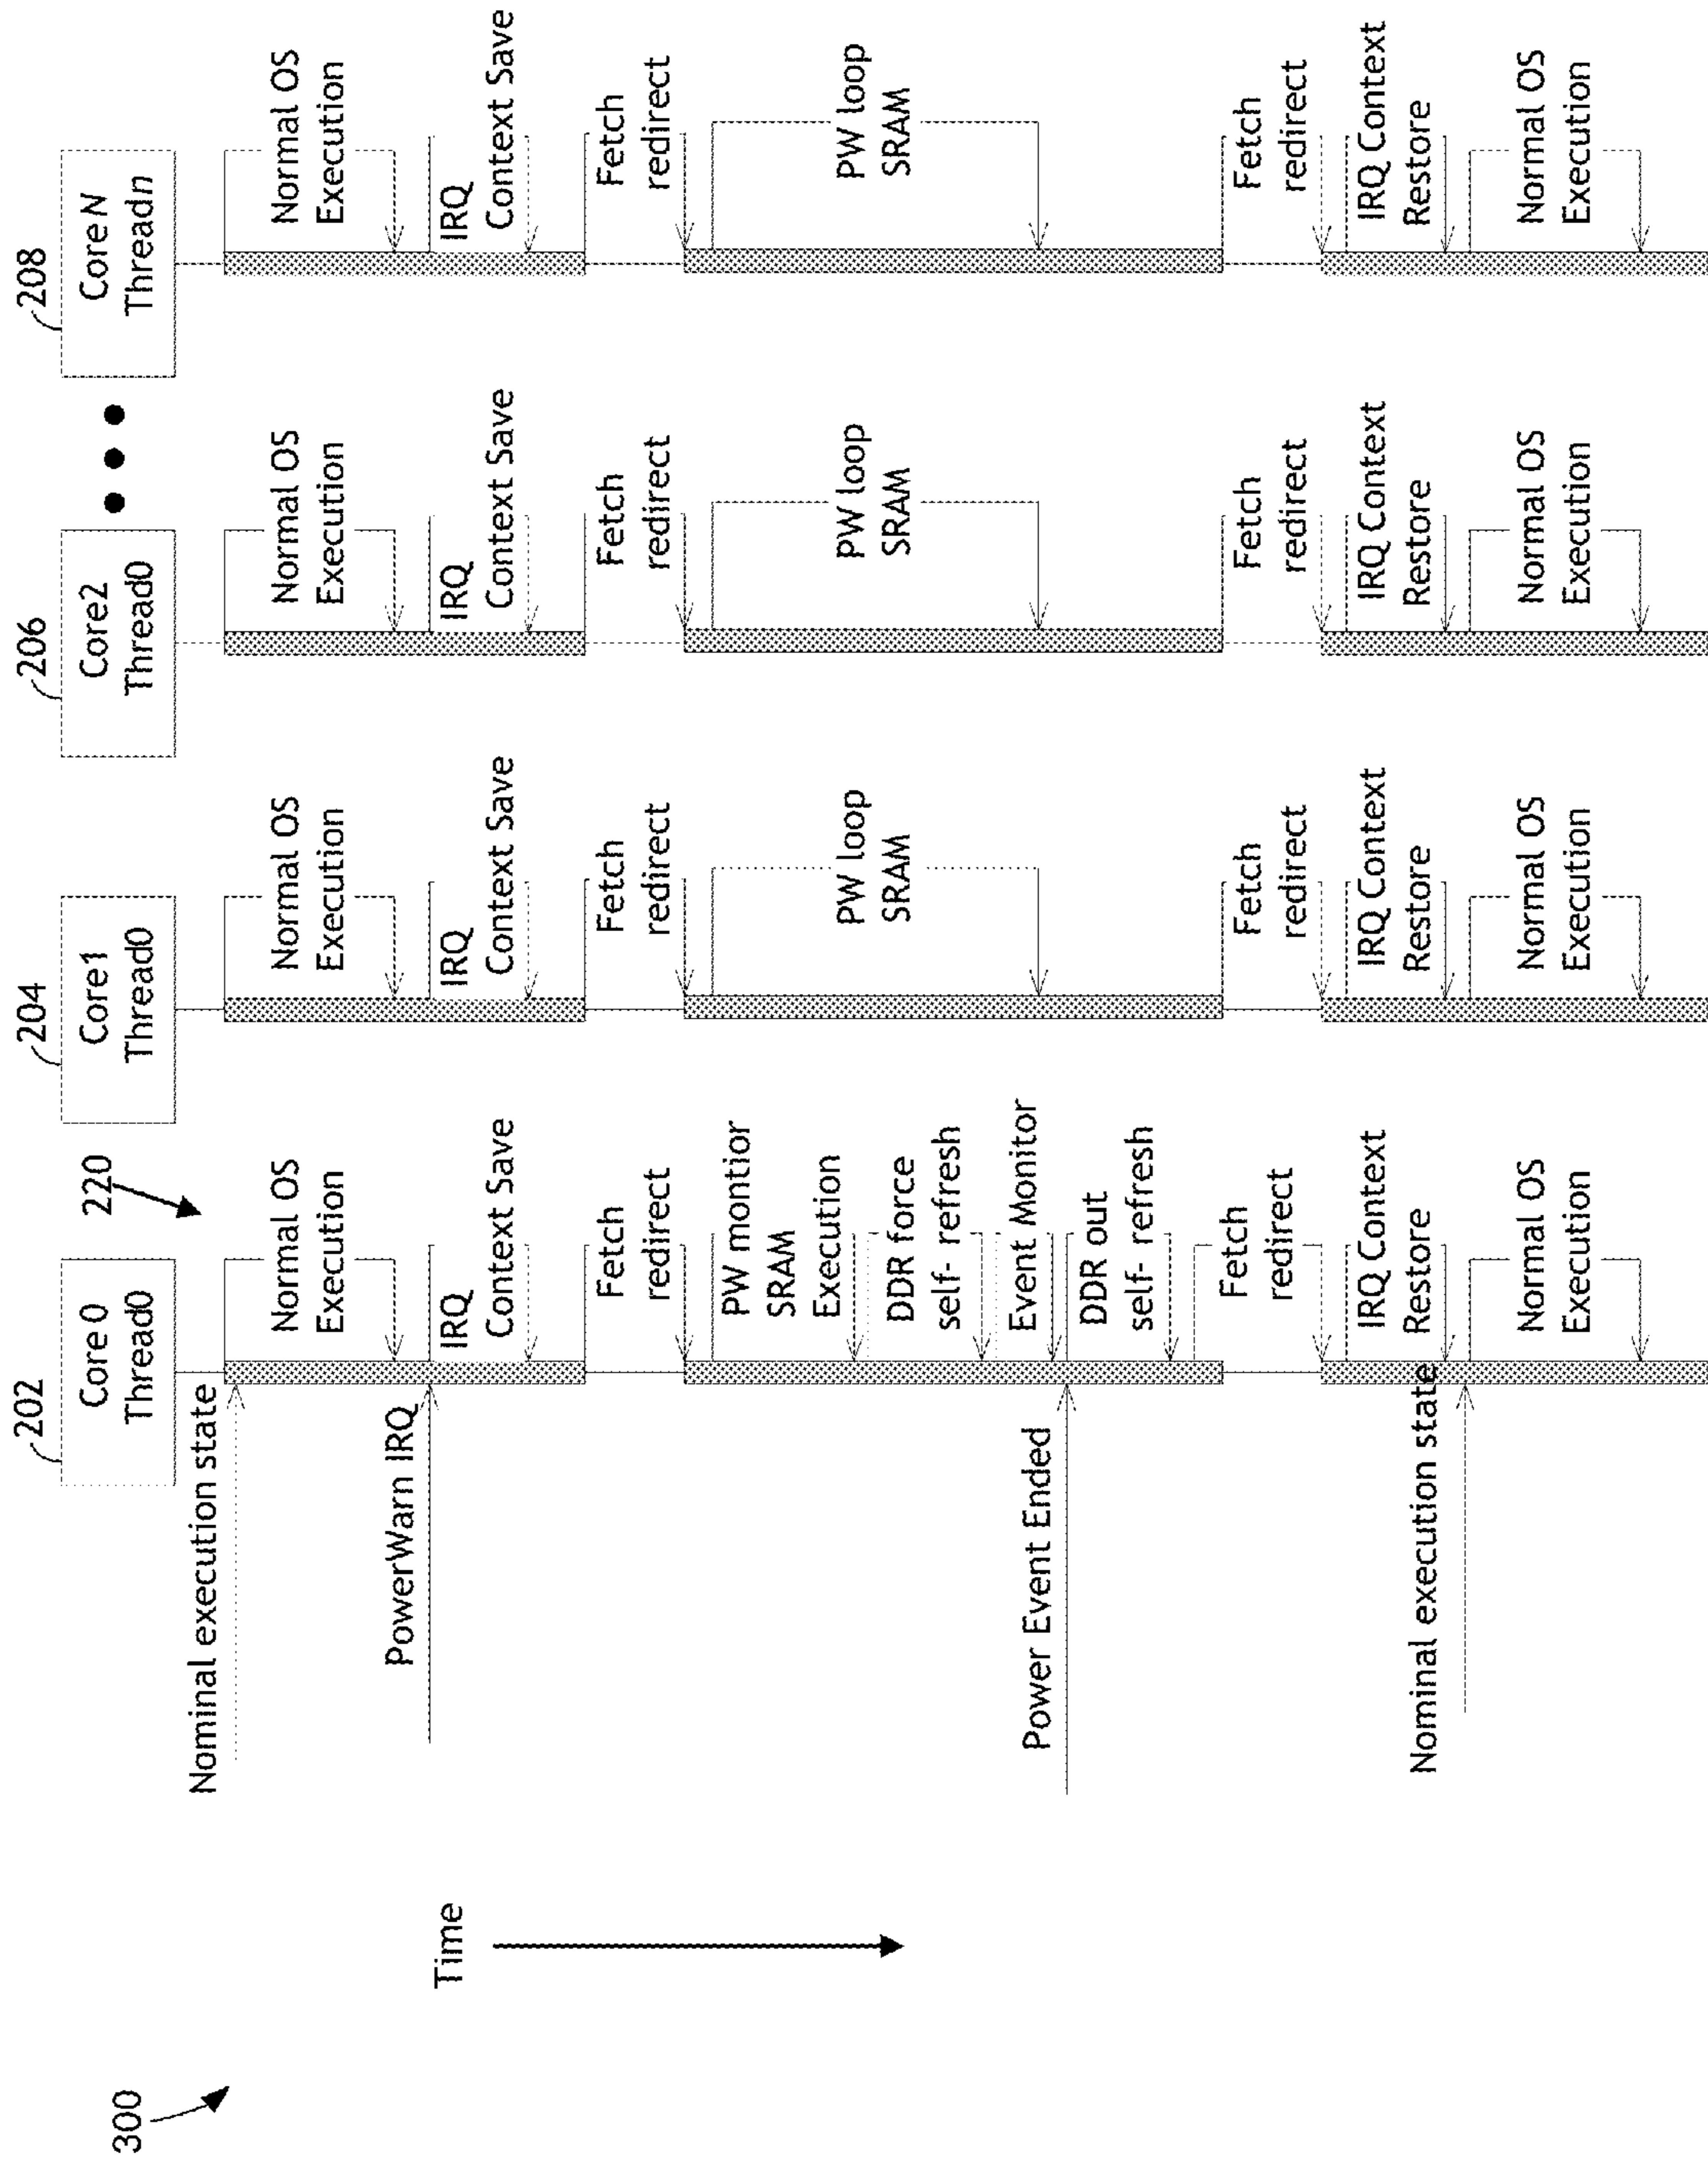 300
Time
Nominal execution state
PowerWarn IRQ
Power Event Ended
Nominal execution state
202
Core 0
Thread0
220
Normal OS
Execution
IRQ
Context Save
Fetch
redirect
PW montior
SRAM
Execution
DDR force
self- refresh
Event Monitor
DDR out
self- refresh
Fetch
redirect
IRQ Context
Restore
Normal OS
Execution
204
Core1
Thread0
Normal OS
Execution
IRQ
Context Save
Fetch
redirect
PW loop
SRAM
Fetch
redirect
IRQ Context
Restore
Normal OS
Execution
206
Core2
Thread0
Normal OS
Execution
IRQ
Context Save
Fetch
redirect
PW loop
SRAM
Fetch
redirect
IRQ Context
Restore
Normal OS
Execution
208
Core N
Threadn
Normal OS
Execution
IRQ
Context Save
Fetch
redirect
PW loop
SRAM
Fetch
redirect
IRQ Context
Restore
Normal OS
Execution